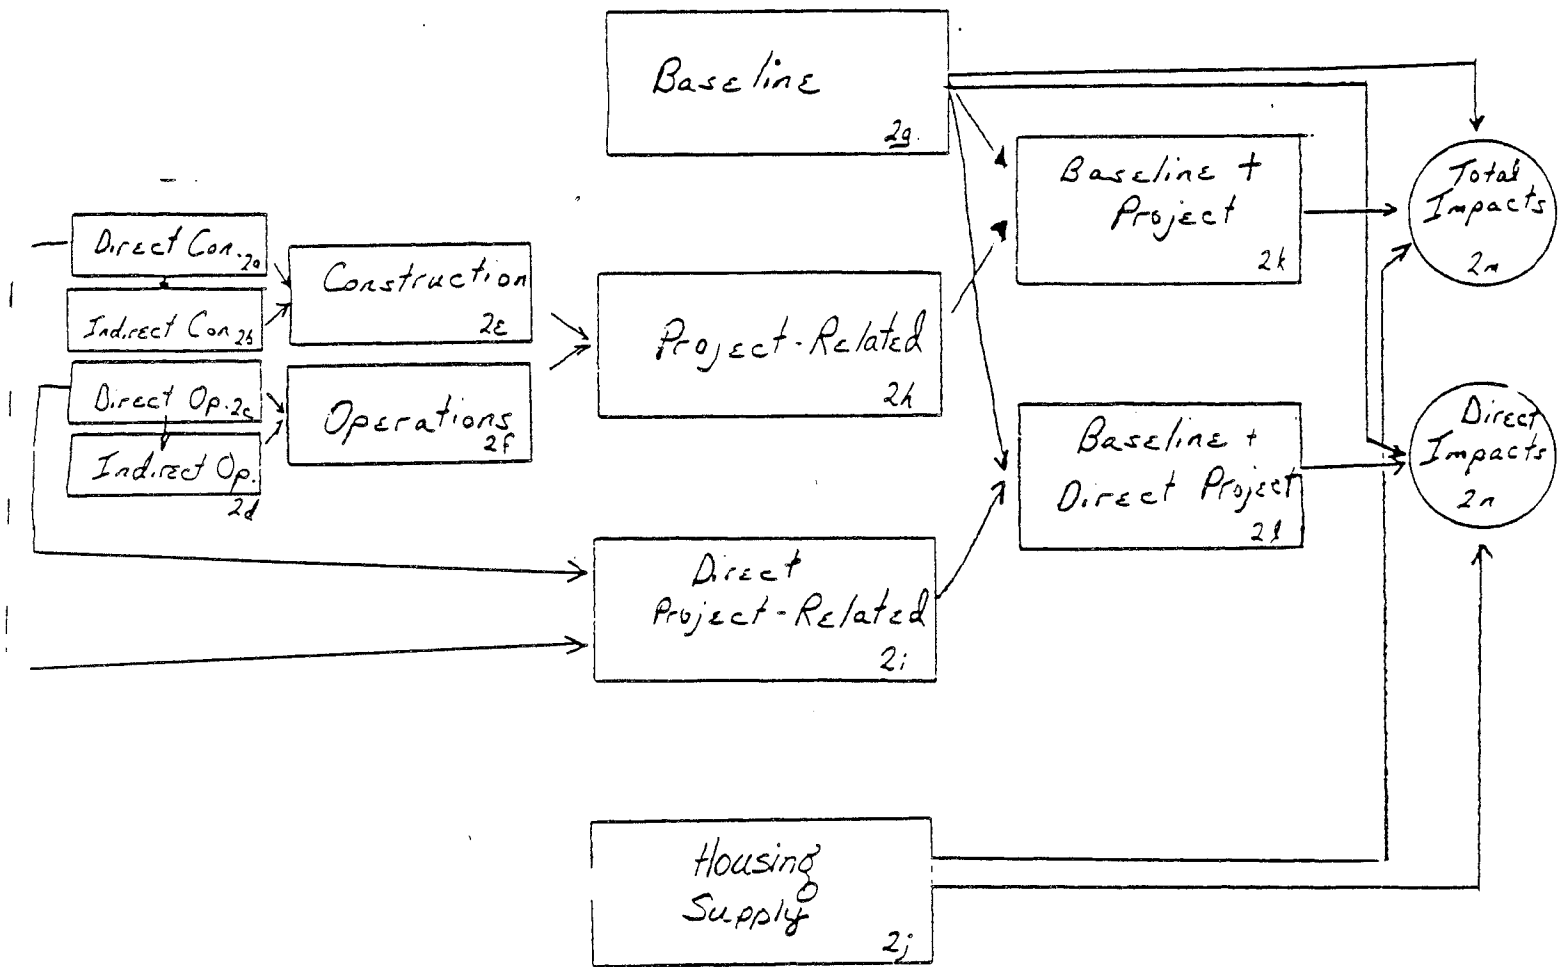 Baseline
2g.
Baseline +
Project
2k
Total
Impacts
2m
Direct Con. 2a
Indirect Con. 2b
Construction
2e
Direct Op. 2c
Indirect Op.
2d
Operations
2f
Project-Related
2h
Baseline +
Direct Project
2l
Direct
Impacts
2n
Direct
Project-Related
2i
Housing
Supply
2j